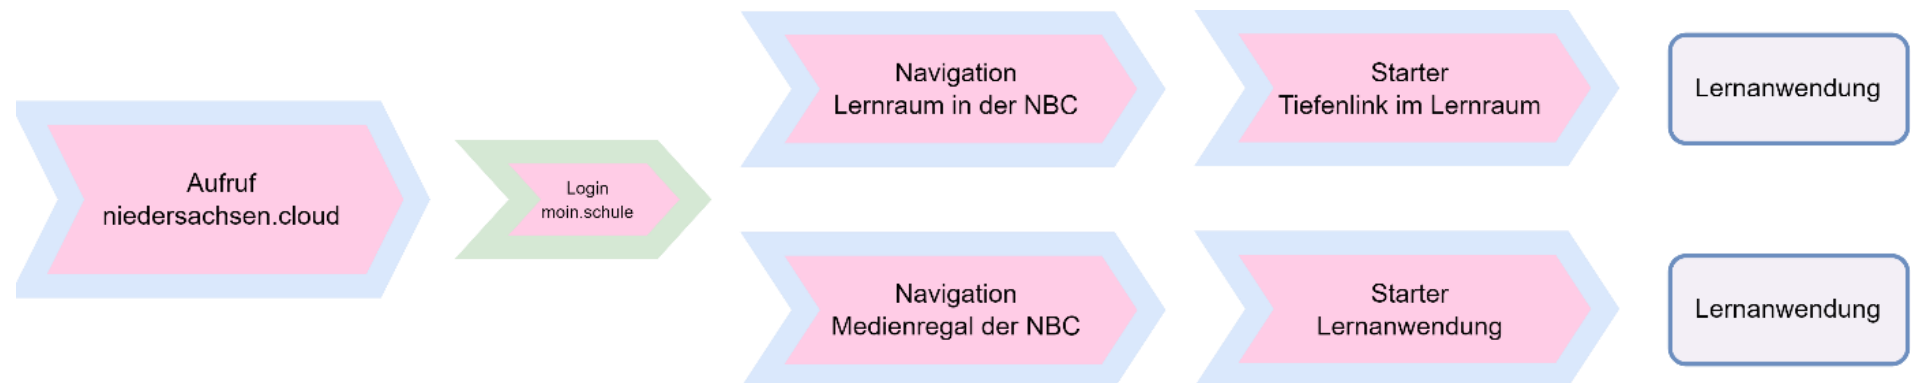 Aufruf
niedersachsen.cloud
Login
moin.schule
Navigation
Lernraum in der NBC
Starter
Tiefenlink im Lernraum
Lernanwendung
Navigation
Medienregal der NBC
Starter
Lernanwendung
Lernanwendung